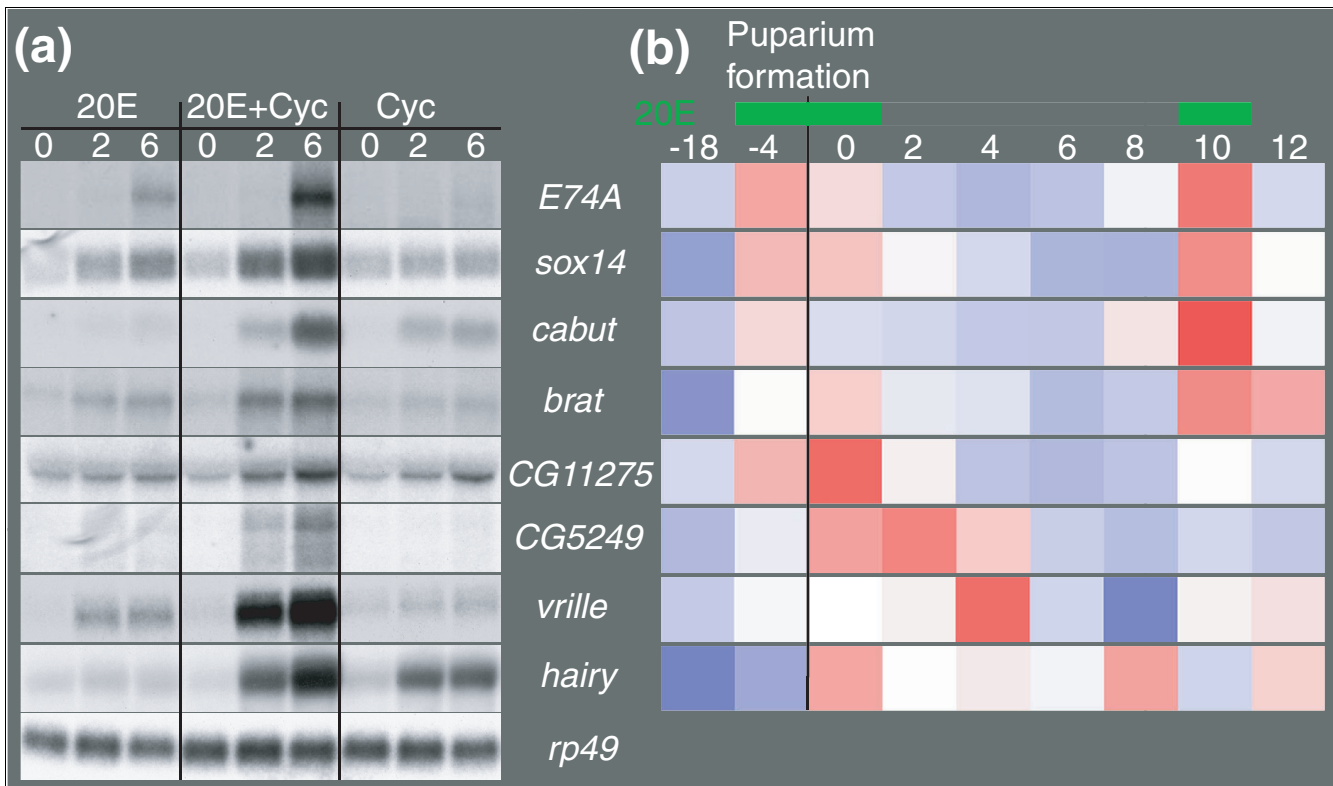 (a)
20E 20E+Cyc Cyc
0 2 6 0 2 6 0 2 6
(b)
Puparium
formation
20E
-18 -4 0 2 4 6 8 10 12
E74A
sox14
cabut
brat
CG11275
CG5249
vrille
hairy
rp49